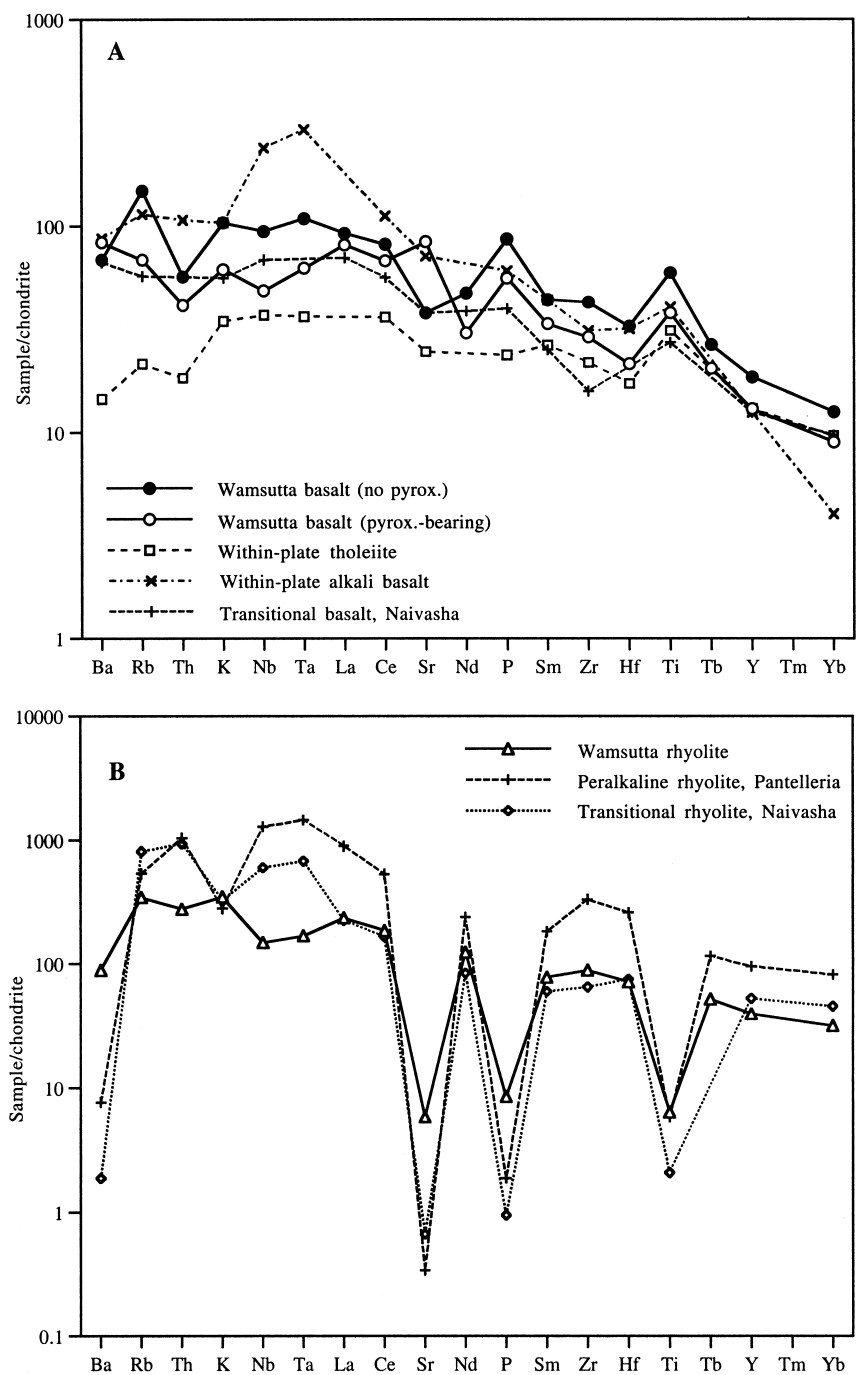 1000
A
100
Sample/chondrite
10
Wamsutta basalt (no pyrox.)
Wamsutta basalt (pyrox.-bearing)
Within-plate tholeiite
Within-plate alkali basalt
Transitional basalt, Naivasha
1
Ba Rb Th K Nb Ta La Ce Sr Nd P Sm Zr Hf Ti Tb Y Tm Yb
10000
B
Wamsutta rhyolite
Peralkaline rhyolite, Pantelleria
Transitional rhyolite, Naivasha
1000
100
Sample/chondrite
10
1
0.1
Ba Rb Th K Nb Ta La Ce Sr Nd P Sm Zr Hf Ti Tb Y Tm Yb